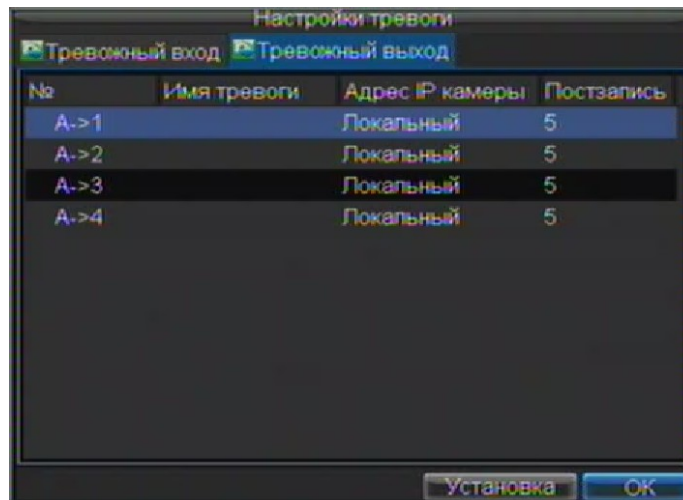 Настройки тревоги
Тревожный вход Тревожный выход
№ Имя тревоги Адрес IP камеры Постзапись
A->1 Локальный 5
A->2 Локальный 5
A->3 Локальный 5
A->4 Локальный 5
Установка OK